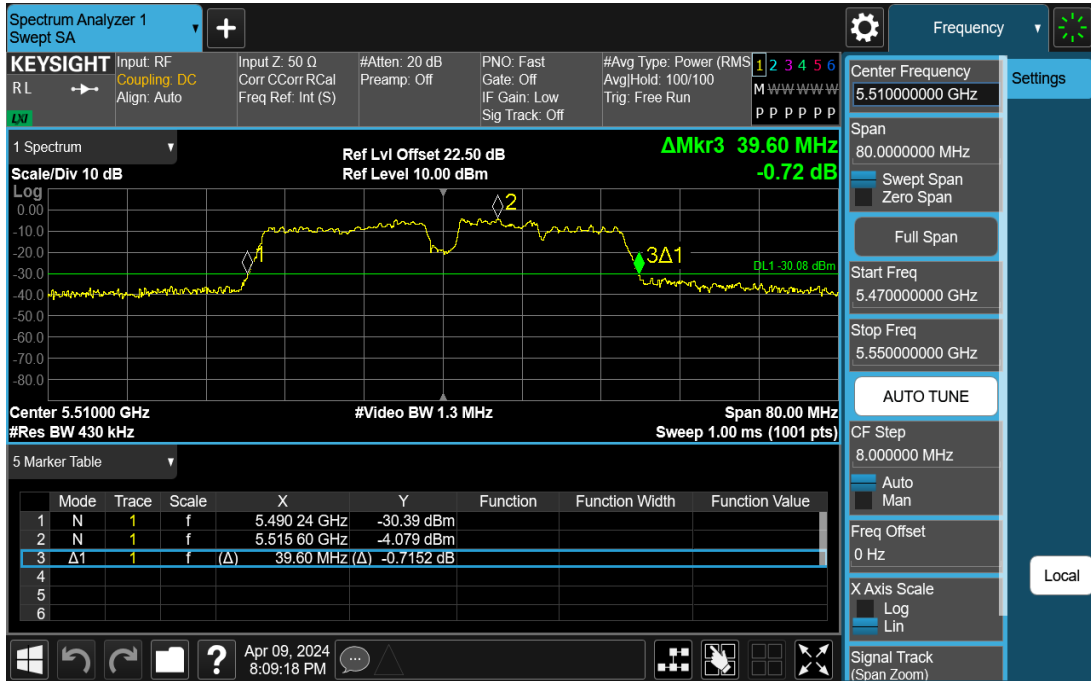 Spectrum Analyzer 1
Swept SA
+
Frequency
KEYSIGHT
RL
LXI
Input: RF
Coupling: DC
Align: Auto
Input Z: 50 Ω
Corr CCorr RCal
Freq Ref: Int (S)
#Atten: 20 dB
Preamp: Off
PNO: Fast
Gate: Off
IF Gain: Low
Sig Track: Off
#Avg Type: Power (RMS
Avg|Hold: 100/100
Trig: Free Run
1 2 3 4 5 6
M W W W W W
P P P P P P
1 Spectrum
Scale/Div 10 dB
Ref Lvl Offset 22.50 dB
Ref Level 10.00 dBm
ΔMkr3 39.60 MHz
-0.72 dB
Log
0.00
-10.0
-20.0
-30.0
-40.0
-50.0
-60.0
-70.0
-80.0
1
2
3Δ1
DL1 -30.08 dBm
Center 5.51000 GHz
#Res BW 430 kHz
#Video BW 1.3 MHz
Span 80.00 MHz
Sweep 1.00 ms (1001 pts)
5 Marker Table
Mode Trace Scale X Y Function Function Width Function Value
1 N 1 f 5.490 24 GHz -30.39 dBm
2 N 1 f 5.515 60 GHz -4.079 dBm
3 Δ1 1 f (Δ) 39.60 MHz (Δ) -0.7152 dB
4
5
6
Apr 09, 2024
8:09:18 PM
?
Center Frequency
5.510000000 GHz
Settings
Span
80.0000000 MHz
Swept Span
Zero Span
Full Span
Start Freq
5.470000000 GHz
Stop Freq
5.550000000 GHz
AUTO TUNE
CF Step
8.000000 MHz
Auto
Man
Freq Offset
0 Hz
X Axis Scale
Log
Lin
Local
Signal Track
(Span Zoom)